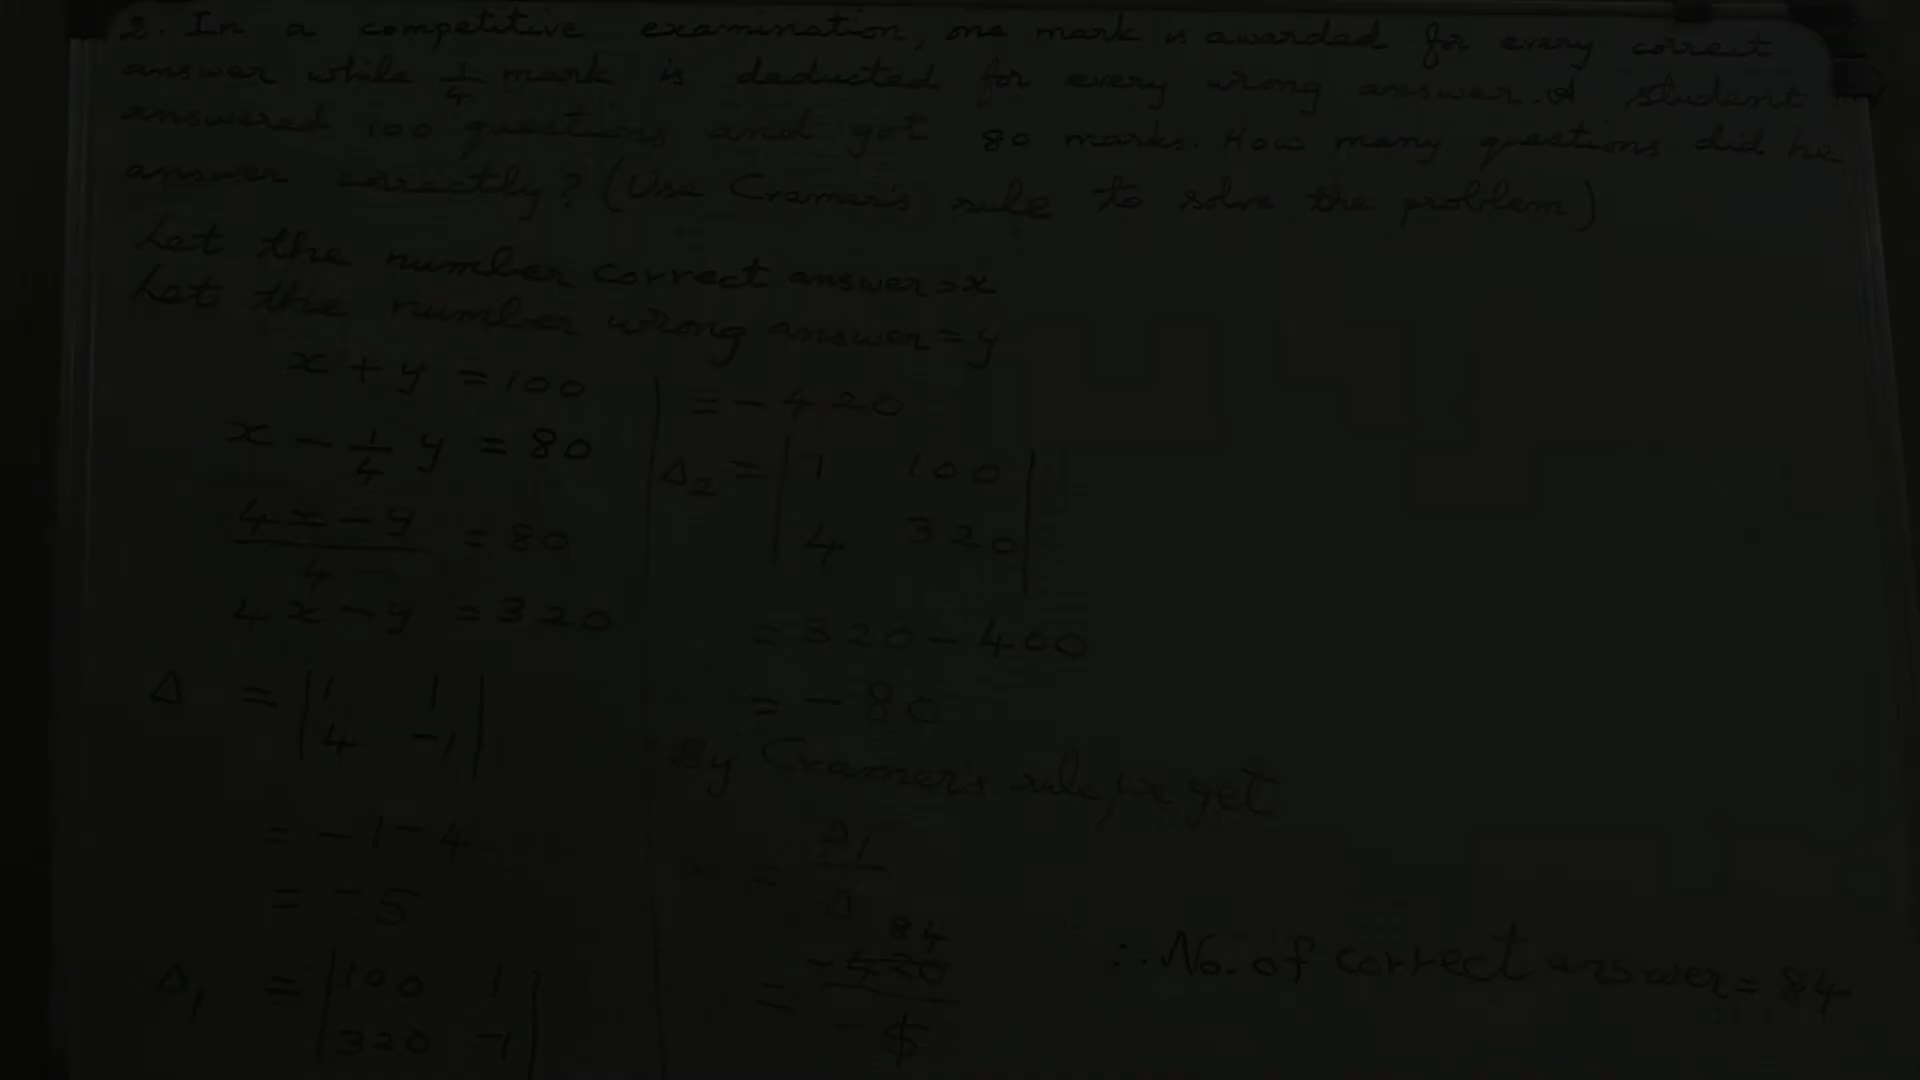 2. In a competitive examination, one mark is awarded for every correct
answer while 1/4 mark is deducted for every wrong answer. A student
answered 100 questions and got 80 marks. How many questions did he
answer correctly? (Use Cramer's rule to solve the problem)
Let the number correct answer = x
Let the number wrong answer = y
x + y = 100
x - 1/4 y = 80
4x - y / 4 = 80
4x - y = 320
Δ = | 1 1 |
| 4 -1 |
= -1 - 4
= -5
Δ1 = | 100 1 |
| 320 -1 |
= -420
Δ2 = | 1 100 |
| 4 320 |
= 320 - 400
= -80
By Cramer's rule, we get
= Δ1 / Δ
84
= -420 / -5
∴ No. of correct answer = 84